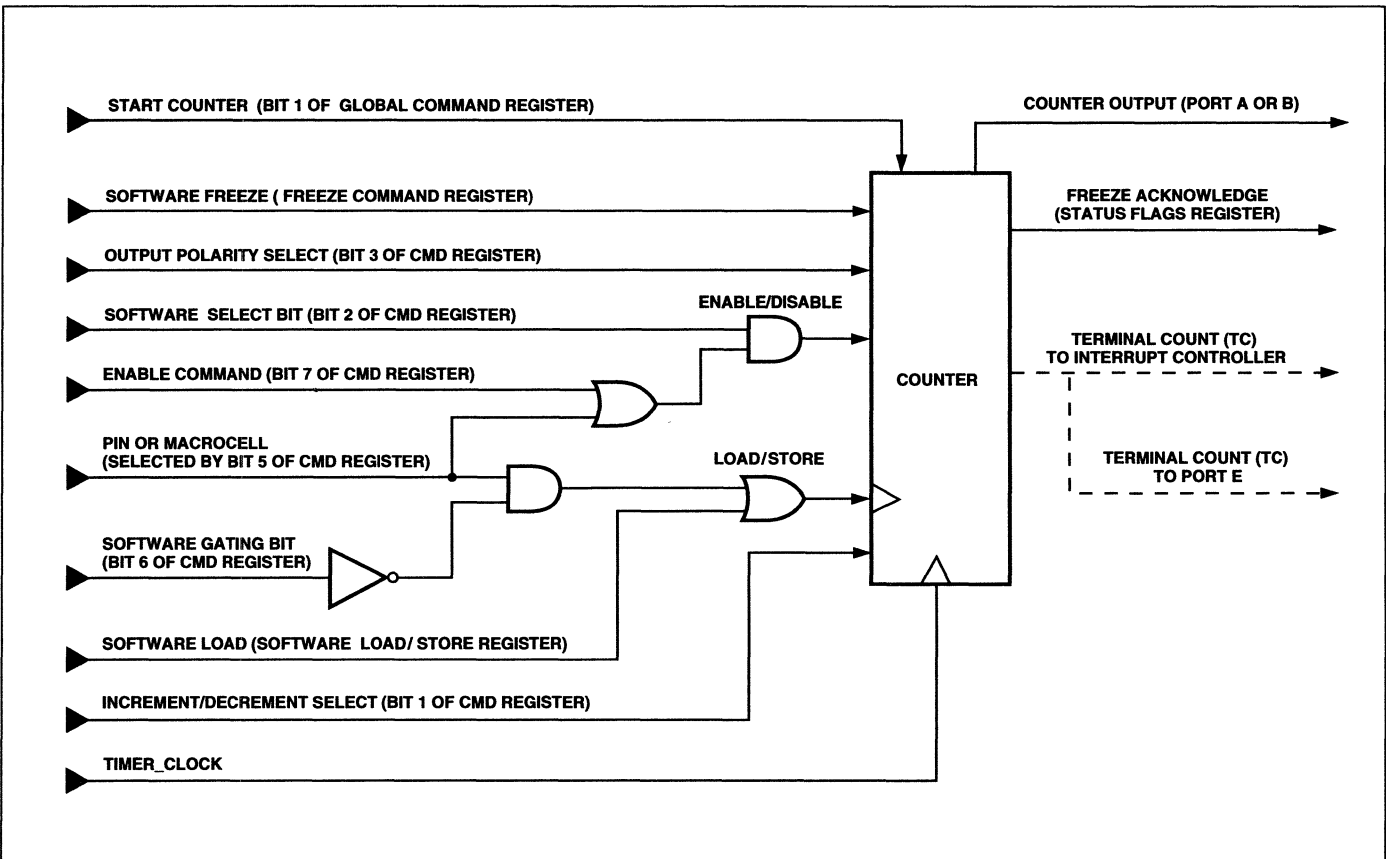 START COUNTER (BIT 1 OF GLOBAL COMMAND REGISTER)
COUNTER OUTPUT (PORT A OR B)
SOFTWARE FREEZE ( FREEZE COMMAND REGISTER)
FREEZE ACKNOWLEDGE
(STATUS FLAGS REGISTER)
OUTPUT POLARITY SELECT (BIT 3 OF CMD REGISTER)
SOFTWARE SELECT BIT (BIT 2 OF CMD REGISTER)
ENABLE/DISABLE
TERMINAL COUNT (TC)
TO INTERRUPT CONTROLLER
ENABLE COMMAND (BIT 7 OF CMD REGISTER)
COUNTER
PIN OR MACROCELL
(SELECTED BY BIT 5 OF CMD REGISTER)
LOAD/STORE
TERMINAL COUNT (TC)
TO PORT E
SOFTWARE GATING BIT
(BIT 6 OF CMD REGISTER)
SOFTWARE LOAD (SOFTWARE LOAD/ STORE REGISTER)
INCREMENT/DECREMENT SELECT (BIT 1 OF CMD REGISTER)
TIMER_CLOCK